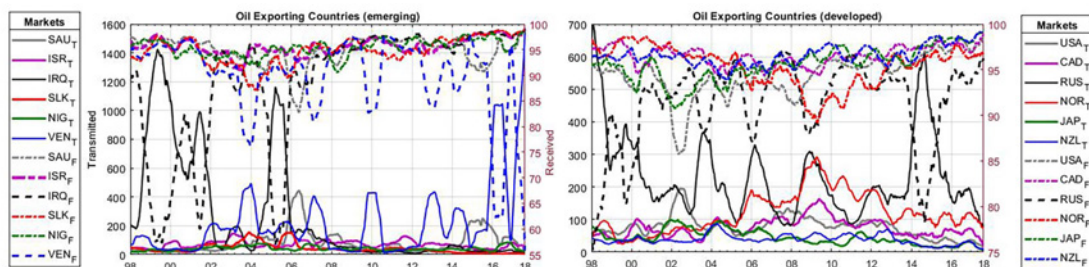 Markets
SAU_T
ISR_T
IRQ_T
SLK_T
NIG_T
VEN_T
SAU_F
ISR_F
IRQ_F
SLK_F
NIG_F
VEN_F
Oil Exporting Countries (emerging)
Transmitted
1600
1400
1200
1000
800
600
400
200
0
98 00 02 04 06 08 10 12 14 16 18
100
95
90
85
80
75
70
65
60
55
Received
Oil Exporting Countries (developed)
700
600
500
400
300
200
100
0
98 00 02 04 06 08 10 12 14 16 18
100
95
90
85
80
75
Markets
USA_T
CAD_T
RUS_T
NOR_T
JAP_T
NZL_T
USA_F
CAD_F
RUS_F
NOR_F
JAP_F
NZL_F